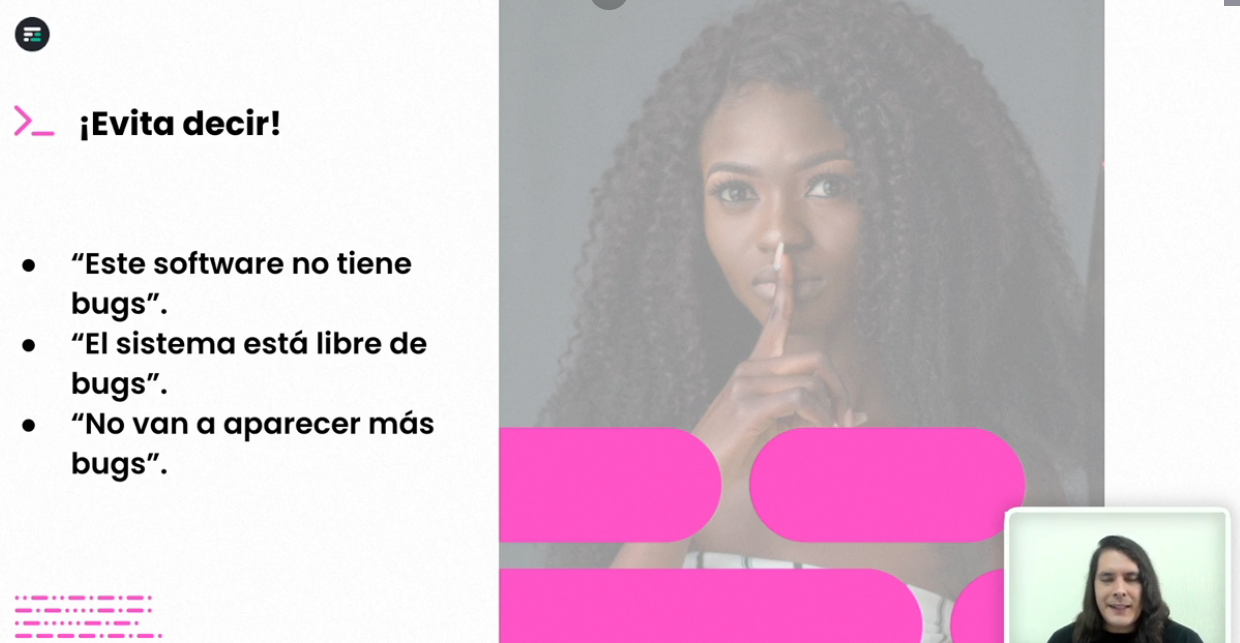 ¡Evita decir!
● “Este software no tiene
bugs”.
● “El sistema está libre de
bugs”.
● “No van a aparecer más
bugs”.